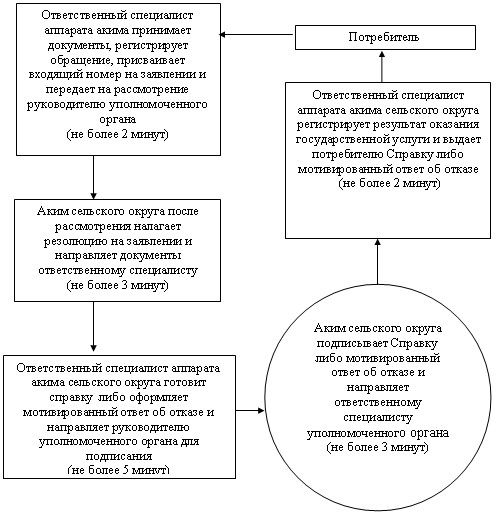 Ответственный специалист
аппарата акима принимает
документы, регистрирует
обращение, присваивает
входящий номер на заявлении и
передает на рассмотрение
руководителю уполномоченного
органа
(не более 2 минут)
Аким сельского округа после
рассмотрения налагает
резолюцию на заявлении и
направляет документы
ответственному специалисту
(не более 3 минут)
Ответственный специалист аппарата
акима сельского округа готовит
справку либо оформляет
мотивированный ответ об отказе и
направляет руководителю
уполномоченного органа для
подписания
(не более 5 минут)
Аким сельского округа
подписывает Справку
либо мотивированный
ответ об отказе и
направляет
ответственному
специалисту
уполномоченного органа
(не более 3 минут)
Ответственный специалист
аппарата акима сельского округа
регистрирует результат оказания
государственной услуги и выдает
потребителю Справку либо
мотивированный ответ об отказе
(не более 2 минут)
Потребитель